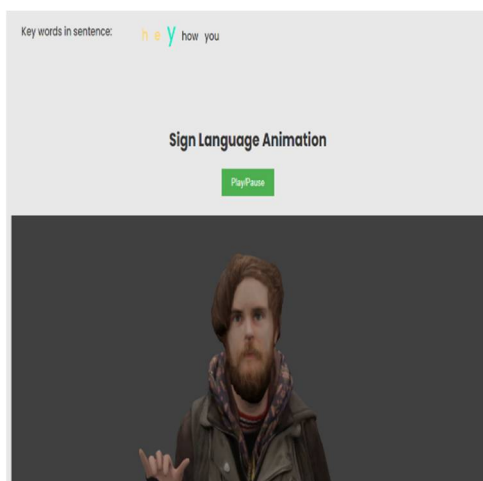 Key words in sentence: h e y how you
Sign Language Animation
Play/Pause